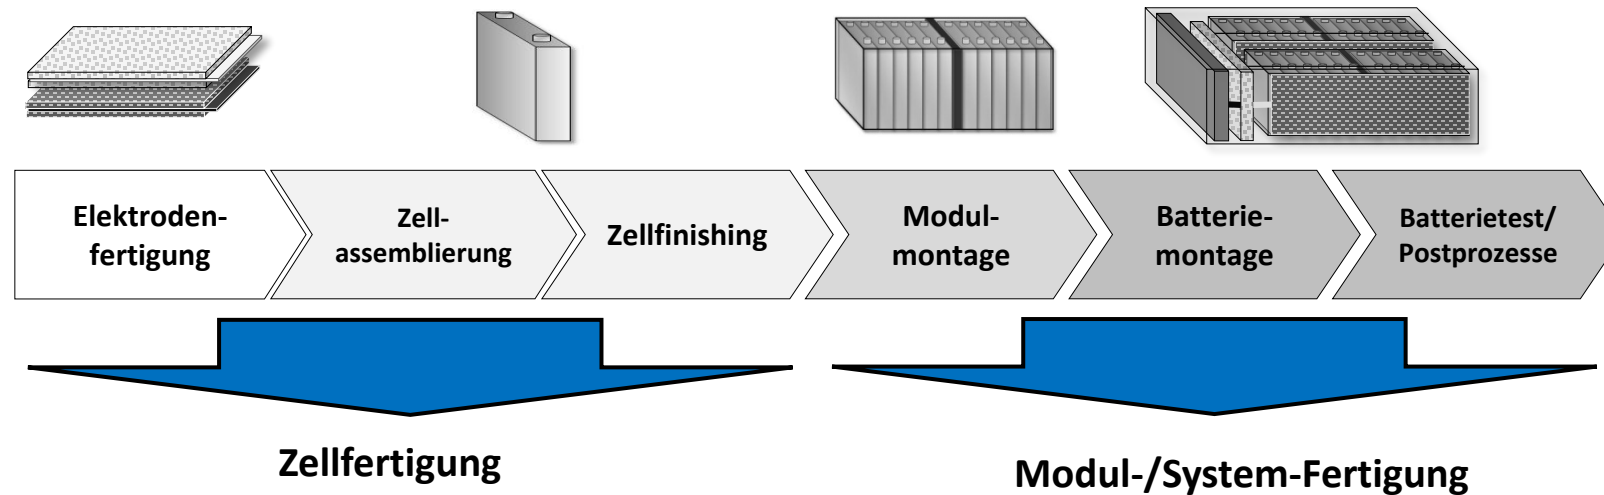 Elektroden-
fertigung
Zell-
assemblierung
Zellfinishing
Modul-
montage
Batterie-
montage
Batterietest/
Postprozesse
Zellfertigung
Modul-/System-Fertigung